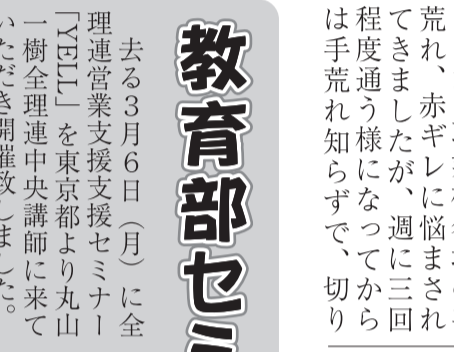 荒れ、赤ギレに悩まされ
てきましたが、週に三回
程度通う様になってから
は手荒れ知らずで、切り
教育部セミ
去る3月6日（月）に全
理連営業支援支援セミナー
「YELL」を東京都より丸山
一樹全理連中央講師に来て
いただき開催致しました。